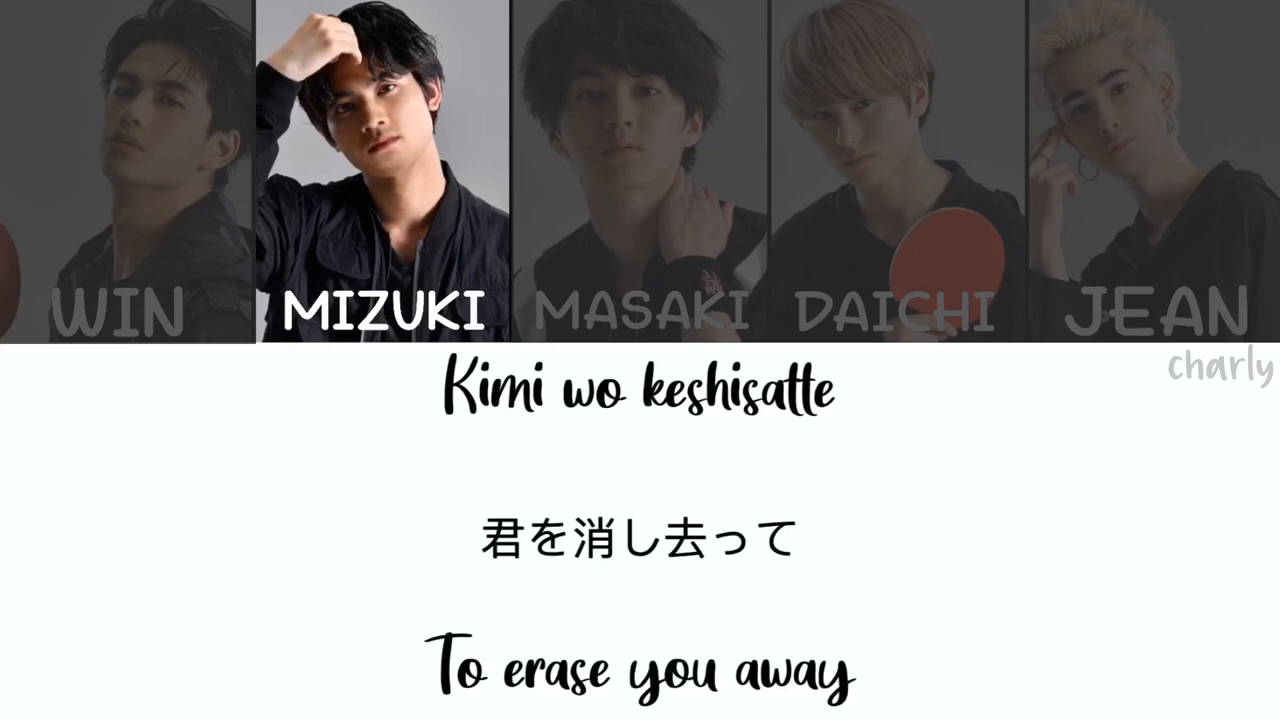 WIN MIZUKI MASAKI DAICHI JEAN
charly
Kimi wo keshisatte
君を消し去って
To erase you away